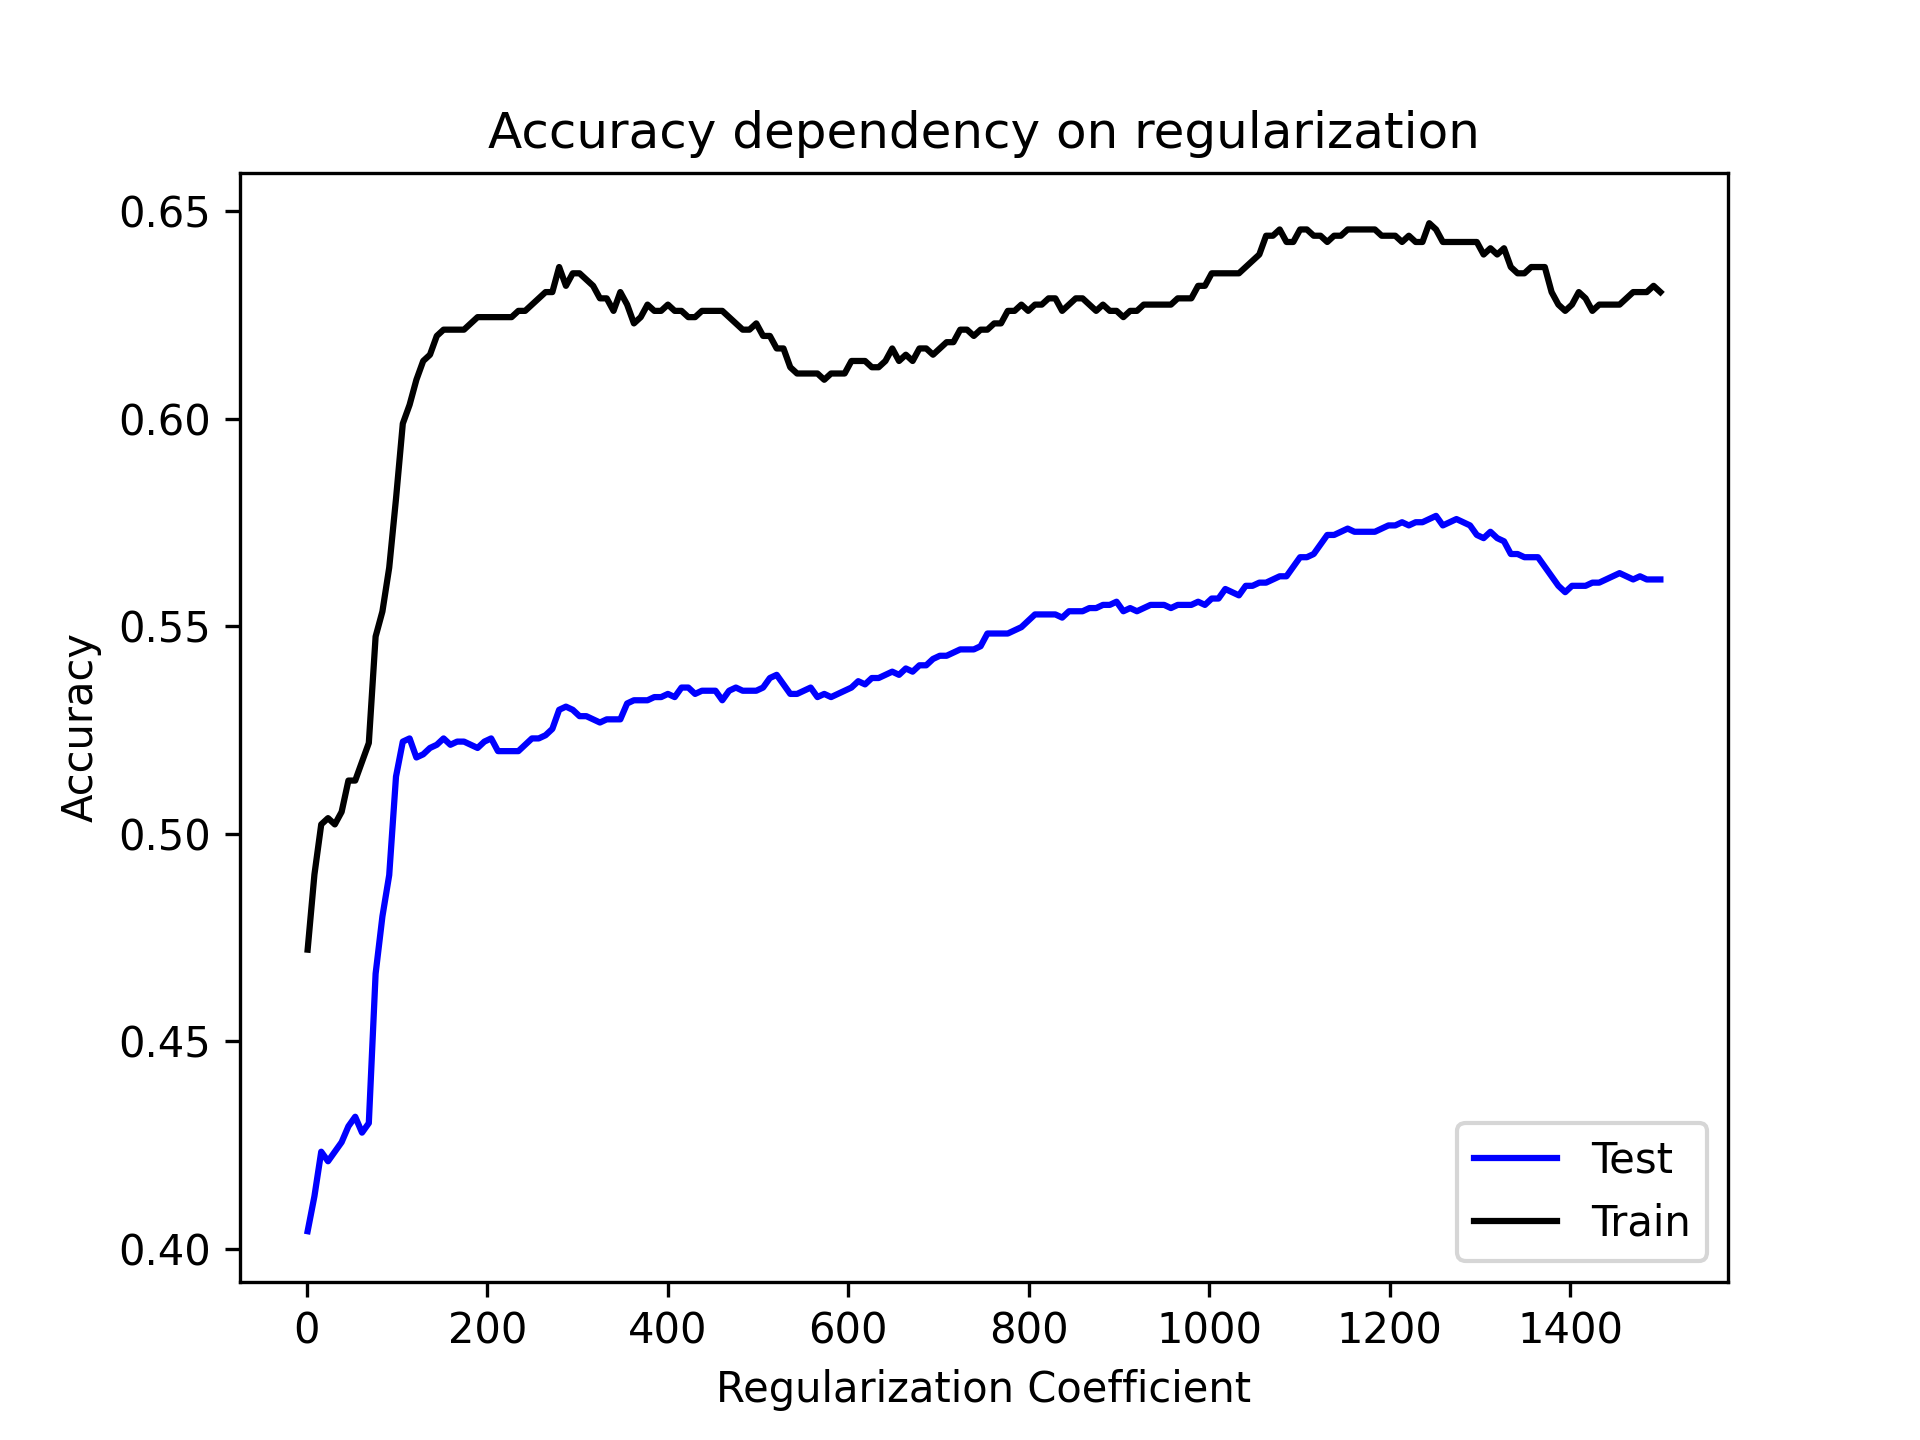 Accuracy dependency on regularization
0.65
0.60
0.55
0.50
0.45
0.40
Accuracy
0 200 400 600 800 1000 1200 1400
Regularization Coefficient
Test
Train